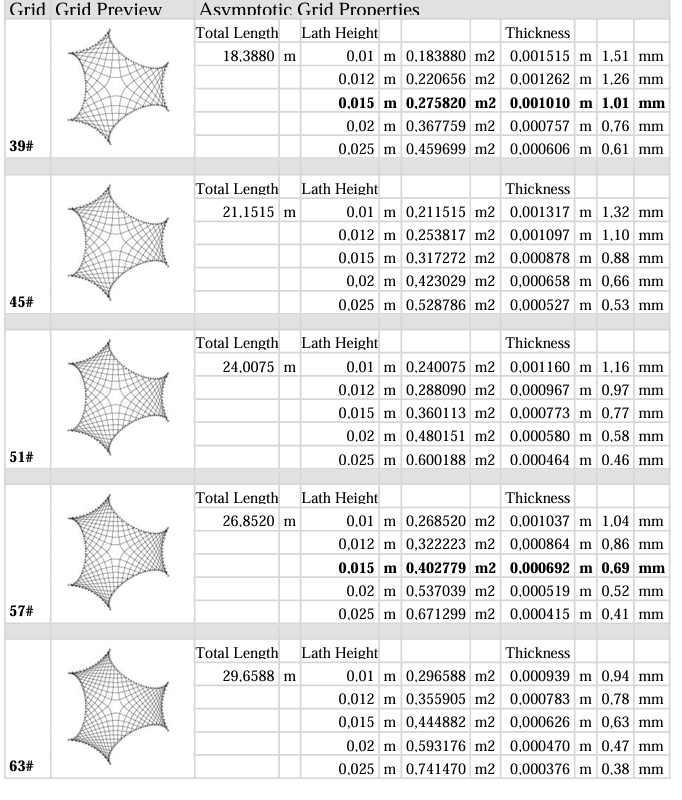 Grid Grid Preview Asymptotic Grid Properties
Total Length Lath Height Thickness
18,3880 m 0,01 m 0,183880 m2 0,001515 m 1,51 mm
0,012 m 0,220656 m2 0,001262 m 1,26 mm
0,015 m 0,275820 m2 0,001010 m 1,01 mm
0,02 m 0,367759 m2 0,000757 m 0,76 mm
39# 0,025 m 0,459699 m2 0,000606 m 0,61 mm
Total Length Lath Height Thickness
21,1515 m 0,01 m 0,211515 m2 0,001317 m 1,32 mm
0,012 m 0,253817 m2 0,001097 m 1,10 mm
0,015 m 0,317272 m2 0,000878 m 0,88 mm
0,02 m 0,423029 m2 0,000658 m 0,66 mm
45# 0,025 m 0,528786 m2 0,000527 m 0,53 mm
Total Length Lath Height Thickness
24,0075 m 0,01 m 0,240075 m2 0,001160 m 1,16 mm
0,012 m 0,288090 m2 0,000967 m 0,97 mm
0,015 m 0,360113 m2 0,000773 m 0,77 mm
0,02 m 0,480151 m2 0,000580 m 0,58 mm
51# 0,025 m 0,600188 m2 0,000464 m 0,46 mm
Total Length Lath Height Thickness
26,8520 m 0,01 m 0,268520 m2 0,001037 m 1,04 mm
0,012 m 0,322223 m2 0,000864 m 0,86 mm
0,015 m 0,402779 m2 0,000692 m 0,69 mm
0,02 m 0,537039 m2 0,000519 m 0,52 mm
57# 0,025 m 0,671299 m2 0,000415 m 0,41 mm
Total Length Lath Height Thickness
29,6588 m 0,01 m 0,296588 m2 0,000939 m 0,94 mm
0,012 m 0,355905 m2 0,000783 m 0,78 mm
0,015 m 0,444882 m2 0,000626 m 0,63 mm
0,02 m 0,593176 m2 0,000470 m 0,47 mm
63# 0,025 m 0,741470 m2 0,000376 m 0,38 mm